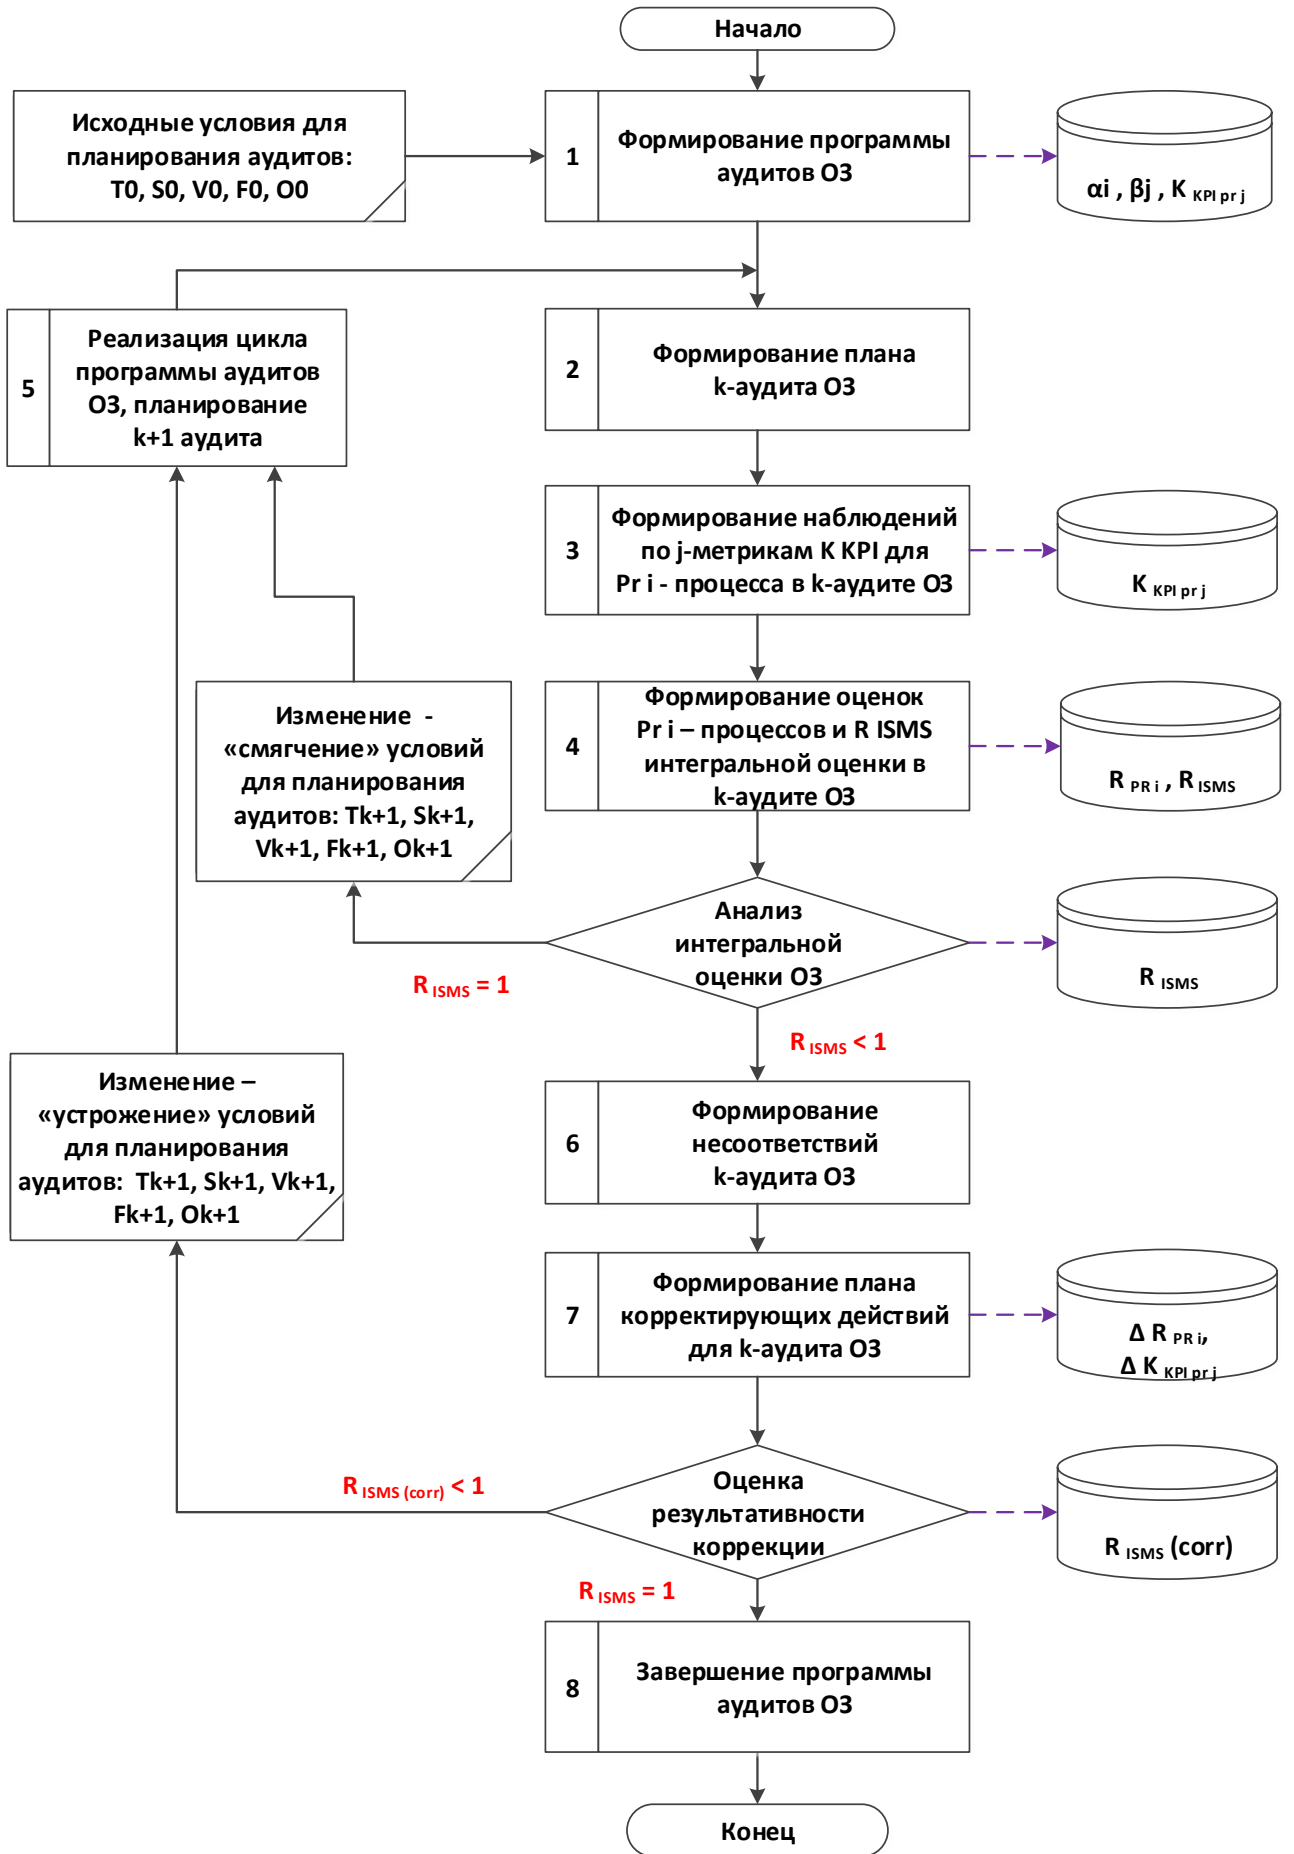 Начало
Исходные условия для
планирования аудитов:
T0, S0, V0, F0, O0
1
Формирование программы
аудитов ОЗ
αi , βj , K KPI pr j
5
Реализация цикла
программы аудитов
ОЗ, планирование
k+1 аудита
2
Формирование плана
k-аудита ОЗ
3
Формирование наблюдений
по j-метрикам K KPI для
Pr i - процесса в k-аудите ОЗ
K KPI pr j
Изменение -
«смягчение» условий
для планирования
аудитов: Tk+1, Sk+1,
Vk+1, Fk+1, Ok+1
4
Формирование оценок
Pr i – процессов и R ISMS
интегральной оценки в
k-аудите ОЗ
R PR i , R ISMS
Анализ
интегральной
оценки ОЗ
R ISMS
R ISMS = 1
R ISMS < 1
Изменение –
«устрожение» условий
для планирования
аудитов: Tk+1, Sk+1, Vk+1,
Fk+1, Ok+1
6
Формирование
несоответствий
k-аудита ОЗ
7
Формирование плана
корректирующих действий
для k-аудита ОЗ
Δ R PR i,
Δ K KPI pr j
R ISMS (corr) < 1
Оценка
результативности
коррекции
R ISMS (corr)
R ISMS = 1
8
Завершение программы
аудитов ОЗ
Конец